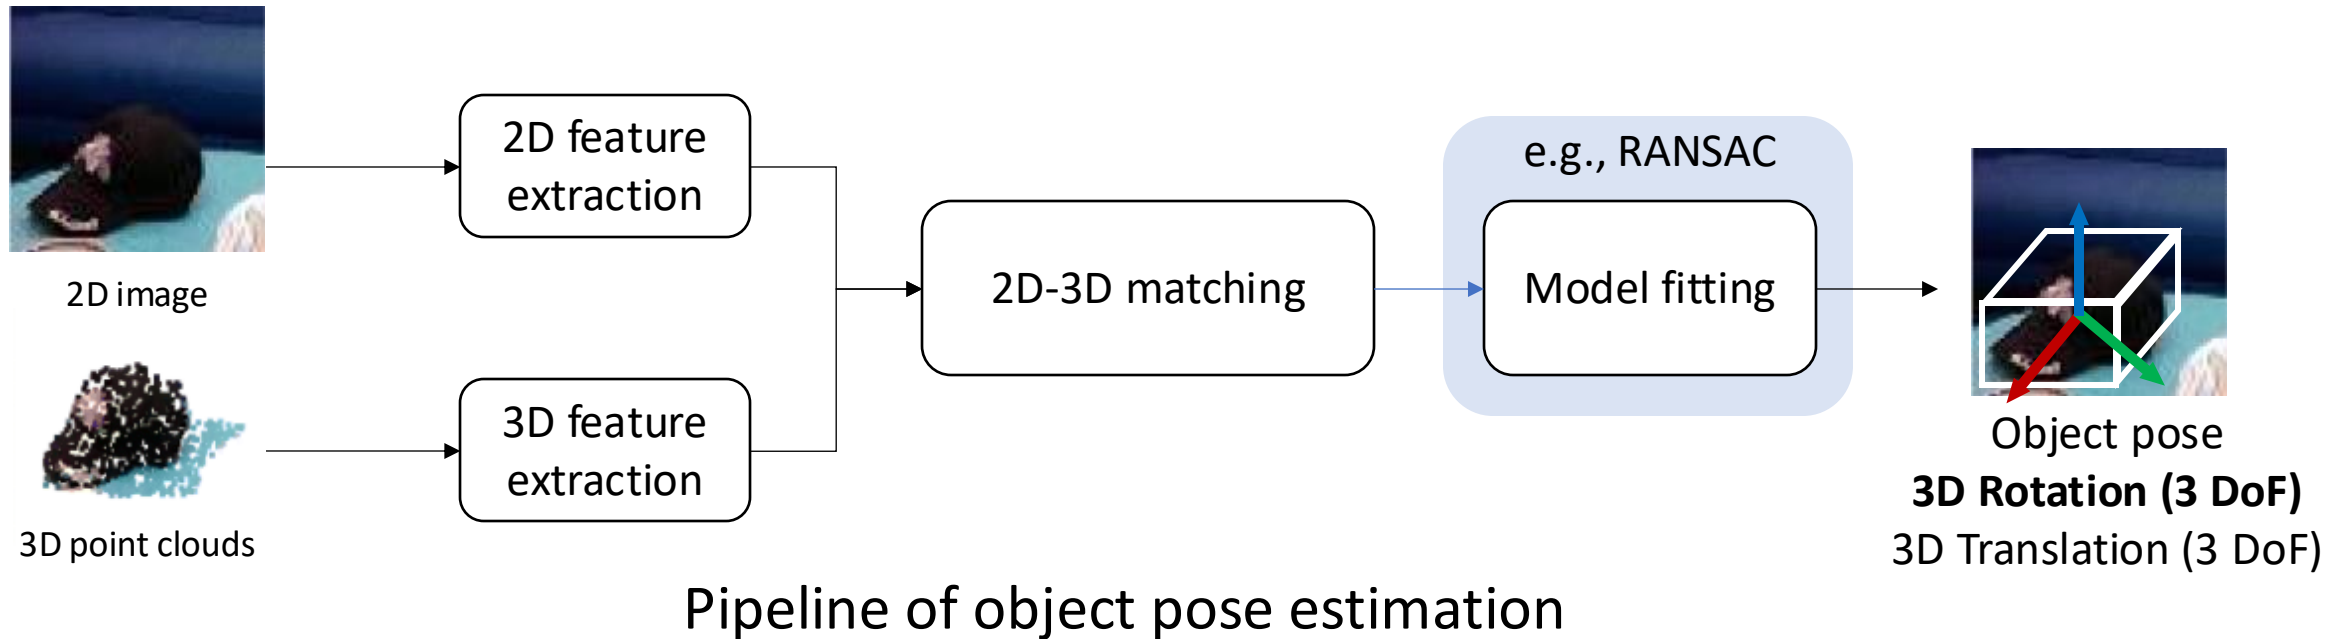 2D image
3D point clouds
2D feature
extraction
3D feature
extraction
2D-3D matching
e.g., RANSAC
Model fitting
Object pose
3D Rotation (3 DoF)
3D Translation (3 DoF)
Pipeline of object pose estimation